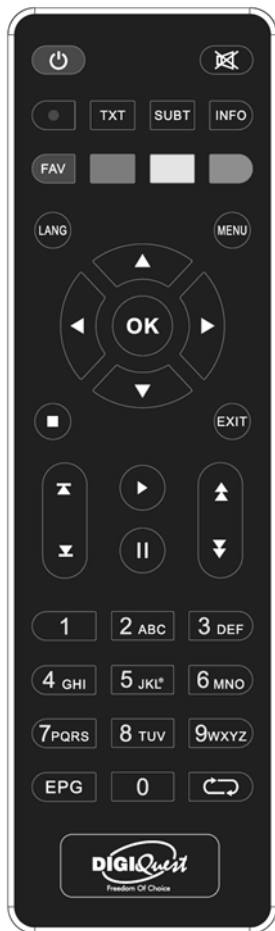 TXT SUBT INFO
FAV
LANG MENU
OK
EXIT
1 2 ABC 3 DEF
4 GHI 5 JKL® 6 MNO
7PQRS 8 TUV 9WXYZ
EPG 0
DIGIQuest
Freedom Of Choice